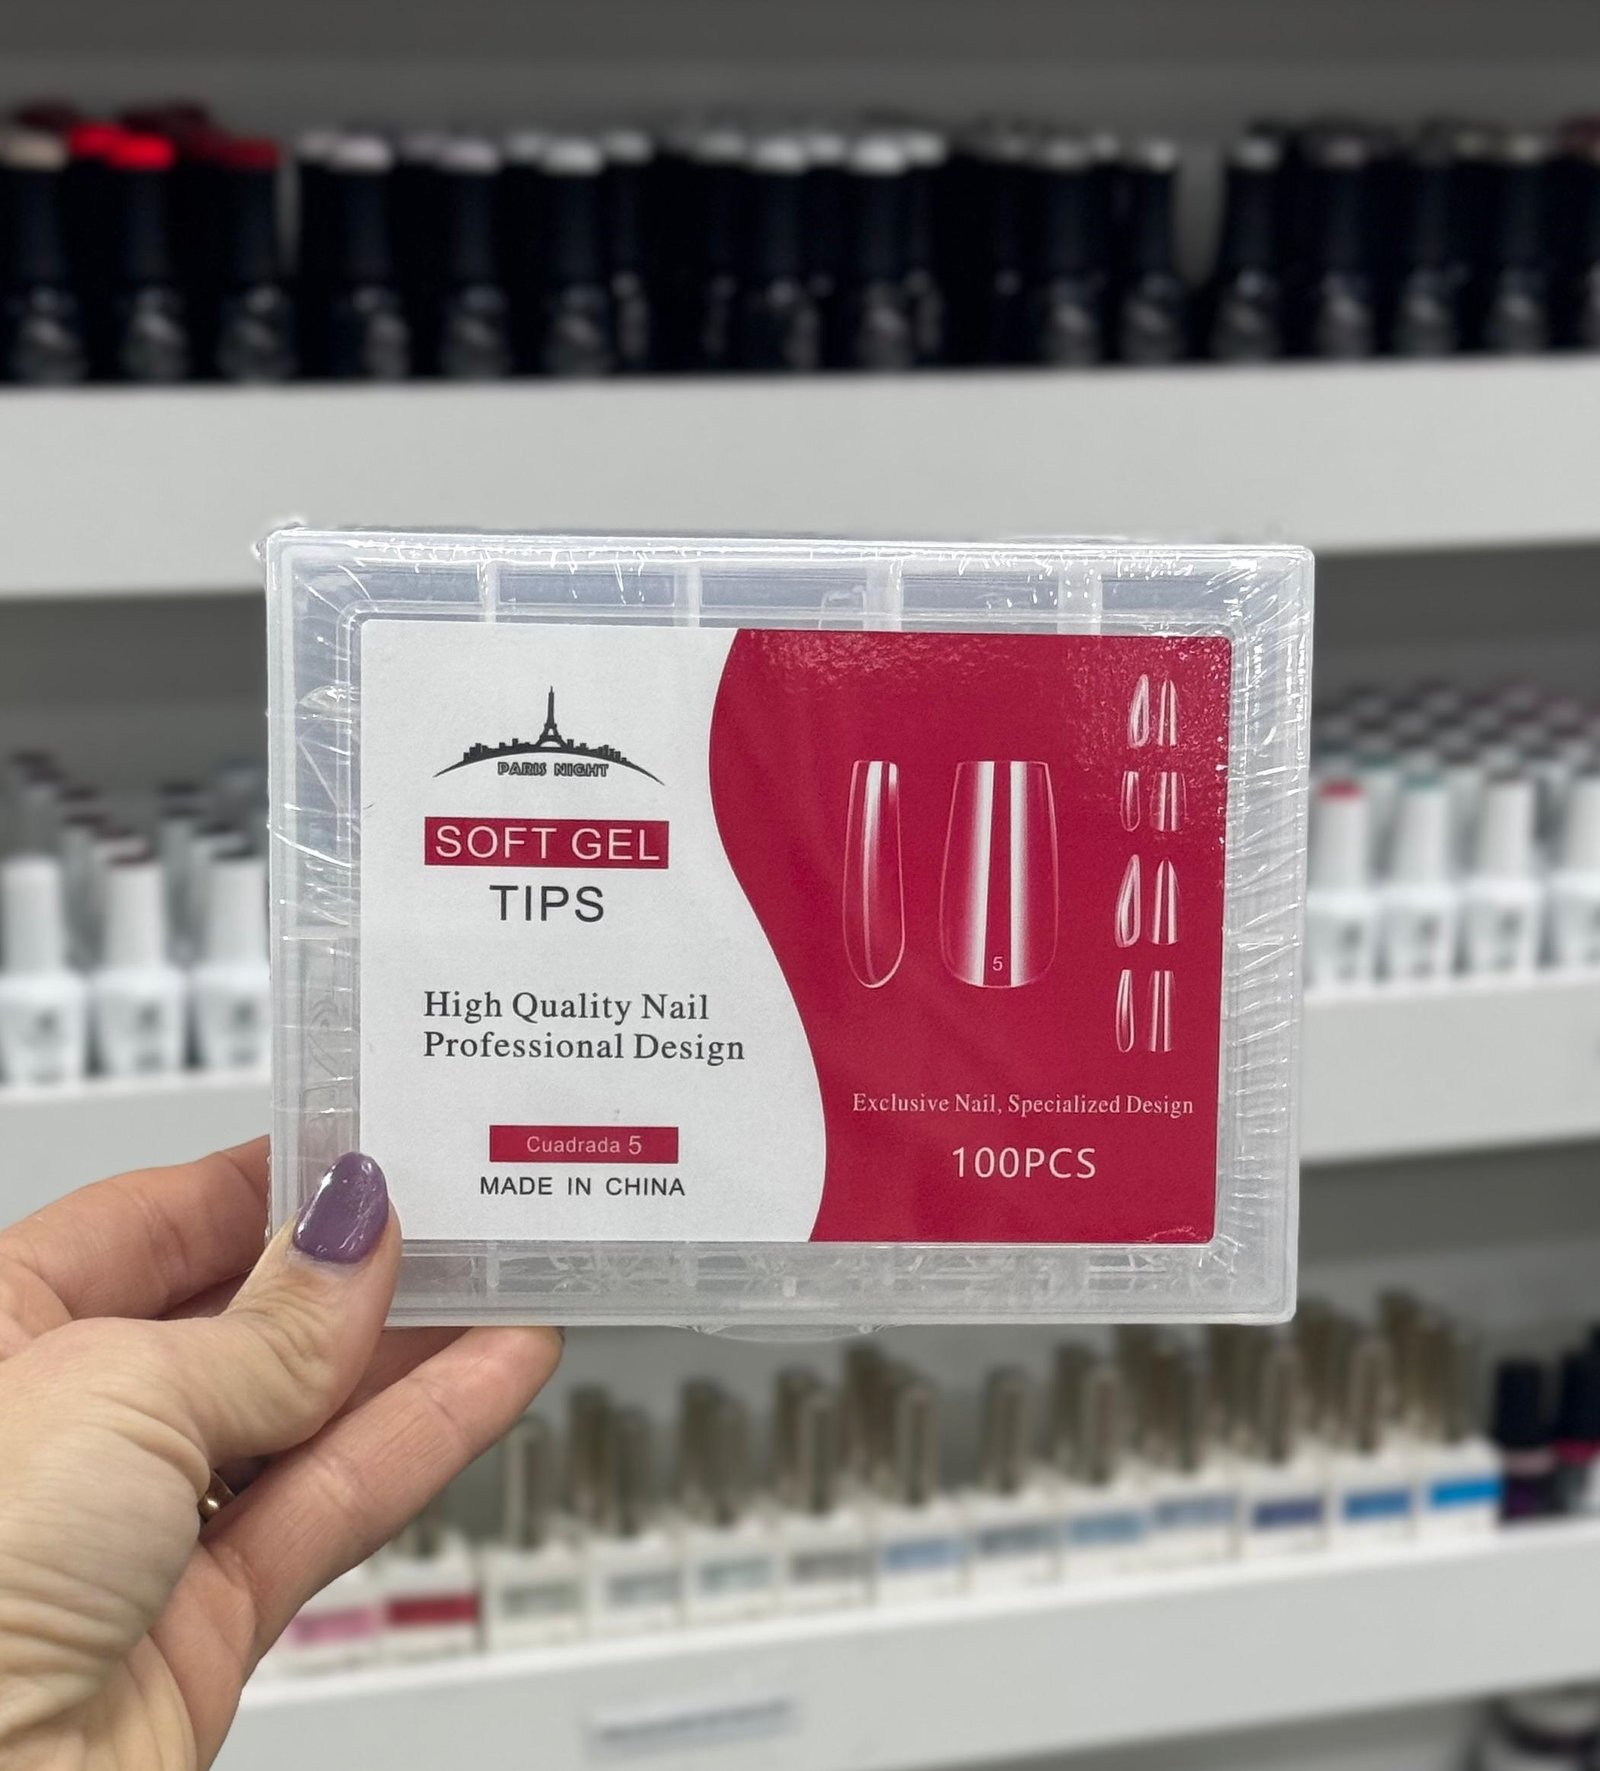 PARIS NIGHT
SOFT GEL
TIPS
High Quality Nail
Professional Design
Cuadrada 5
MADE IN CHINA
5
Exclusive Nail, Specialized Design
100PCS